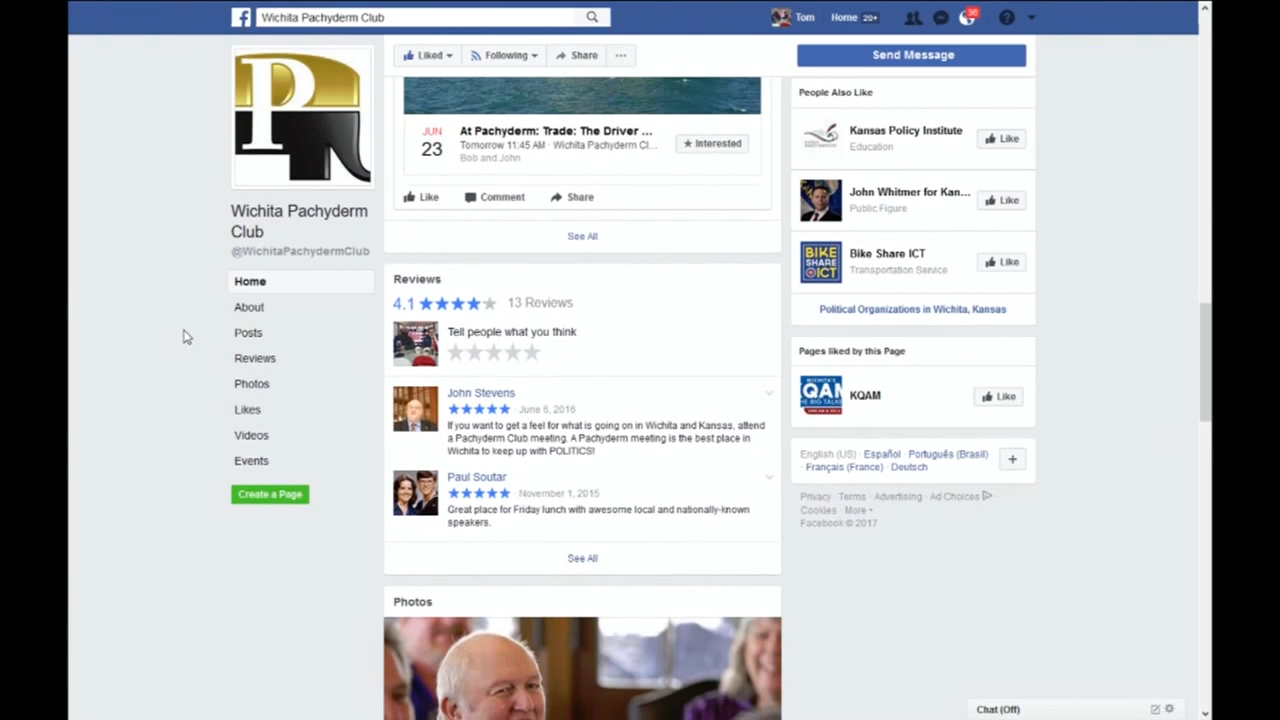 Wichita Pachyderm Club
Tom
Home 20+
36
Liked
Following
Share
Send Message
Wichita Pachyderm
Club
@WichitaPachydermClub
Home
About
Posts
Reviews
Photos
Likes
Videos
Events
Create a Page
JUN
23
At Pachyderm: Trade: The Driver ...
Tomorrow 11:45 AM · Wichita Pachyderm Cl...
Bob and John
Interested
Like
Comment
Share
See All
Reviews
4.1
13 Reviews
Tell people what you think
John Stevens
· June 6, 2016
If you want to get a feel for what is going on in Wichita and Kansas, attend
a Pachyderm Club meeting. A Pachyderm meeting is the best place in
Wichita to keep up with POLITICS!
Paul Soutar
· November 1, 2015
Great place for Friday lunch with awesome local and nationally-known
speakers.
See All
Photos
People Also Like
Kansas Policy Institute
Education
Like
John Whitmer for Kan...
Public Figure
Like
BIKE
SHARE
ICT
Bike Share ICT
Transportation Service
Like
Political Organizations in Wichita, Kansas
Pages liked by this Page
KQAM
Like
English (US) · Español · Português (Brasil)
· Français (France) · Deutsch
Privacy · Terms · Advertising · Ad Choices ·
Cookies · More
Facebook © 2017
Chat (Off)